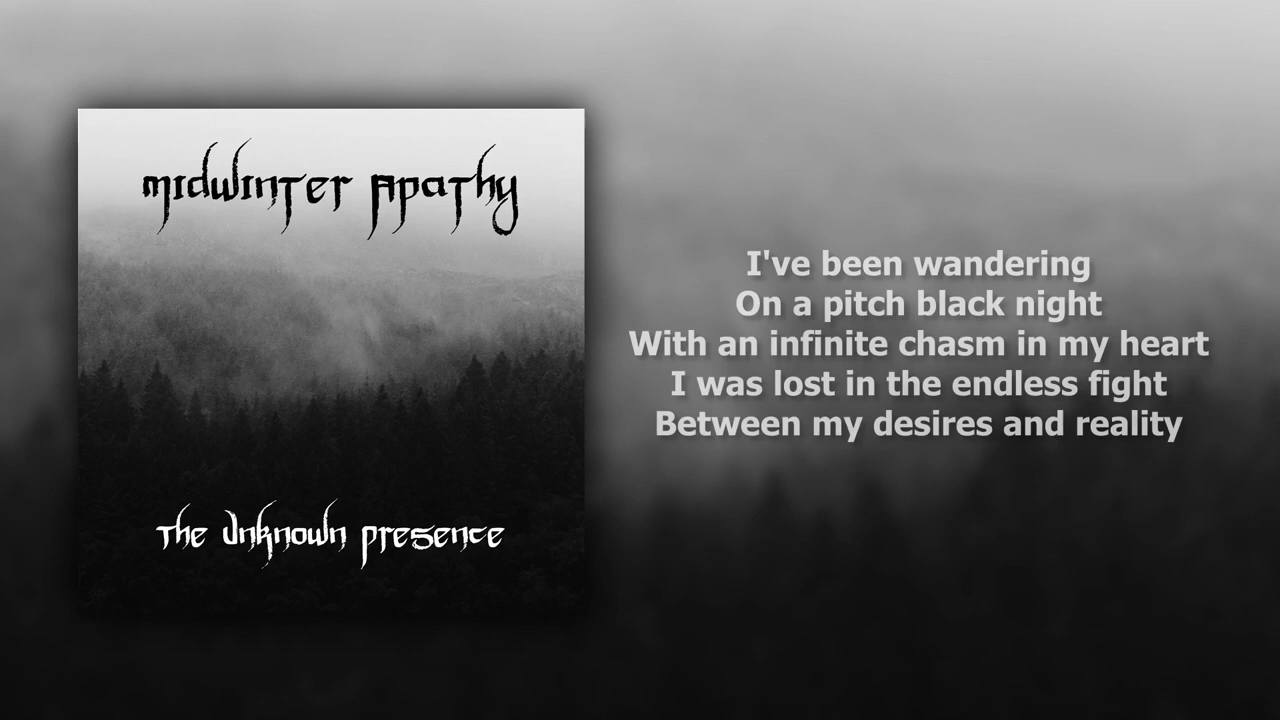 Midwinter Apathy
The Unknown Presence
I've been wandering
On a pitch black night
With an infinite chasm in my heart
I was lost in the endless fight
Between my desires and reality